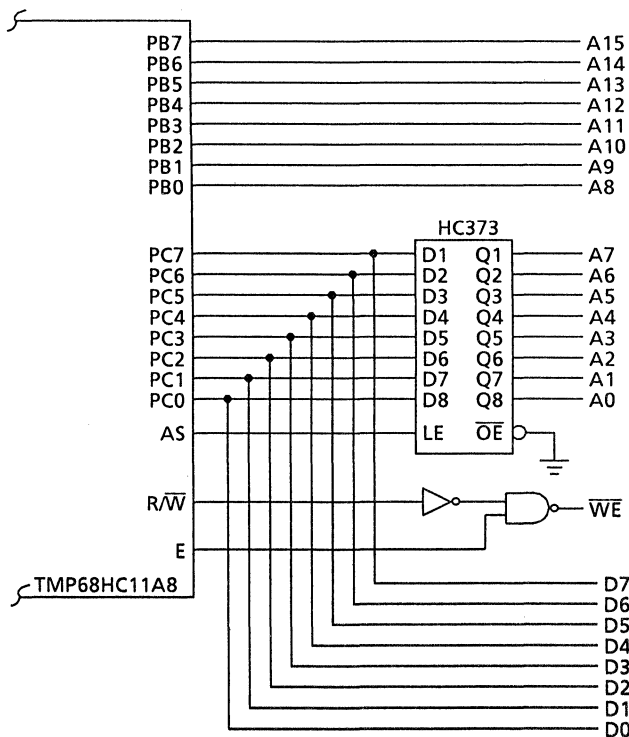 PB7 A15
PB6 A14
PB5 A13
PB4 A12
PB3 A11
PB2 A10
PB1 A9
PB0 A8
HC373
PC7 D1 Q1 A7
PC6 D2 Q2 A6
PC5 D3 Q3 A5
PC4 D4 Q4 A4
PC3 D5 Q5 A3
PC2 D6 Q6 A2
PC1 D7 Q7 A1
PC0 D8 Q8 A0
AS LE O̅E̅
R/W̅ W̅E̅
E
TMP68HC11A8 D7
D6
D5
D4
D3
D2
D1
D0